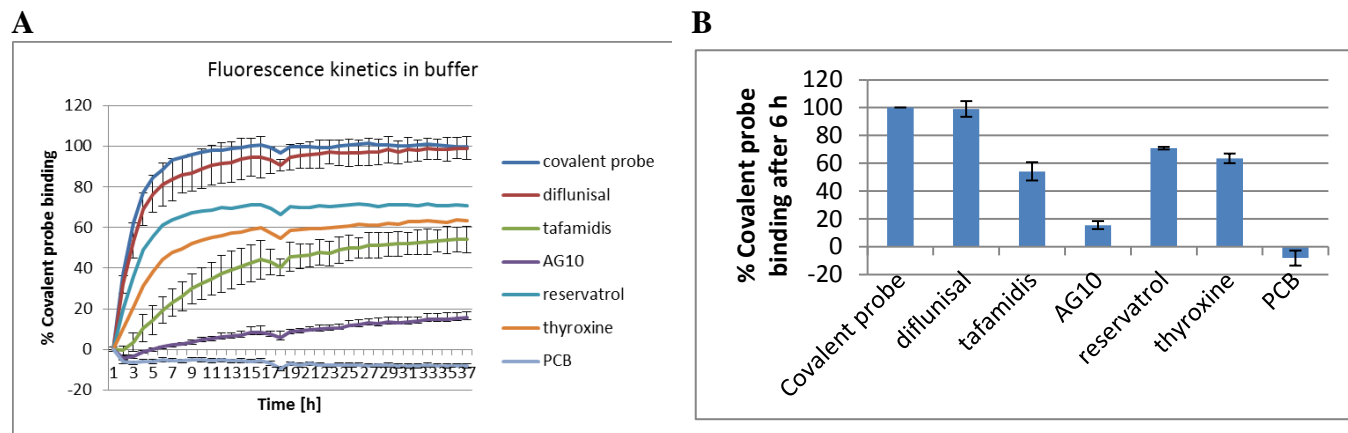 A
Fluorescence kinetics in buffer
% Covalent probe binding
120
100
80
60
40
20
0
-20
1 3 5 7 9 11 13 15 17 19 21 23 25 27 29 31 33 35 37
Time [h]
covalent probe
diflunisal
tafamidis
AG10
reservatrol
thyroxine
PCB
B
% Covalent probe
binding after 6 h
120
100
80
60
40
20
0
-20
Covalent probe
diflunisal
tafamidis
AG10
reservatrol
thyroxine
PCB